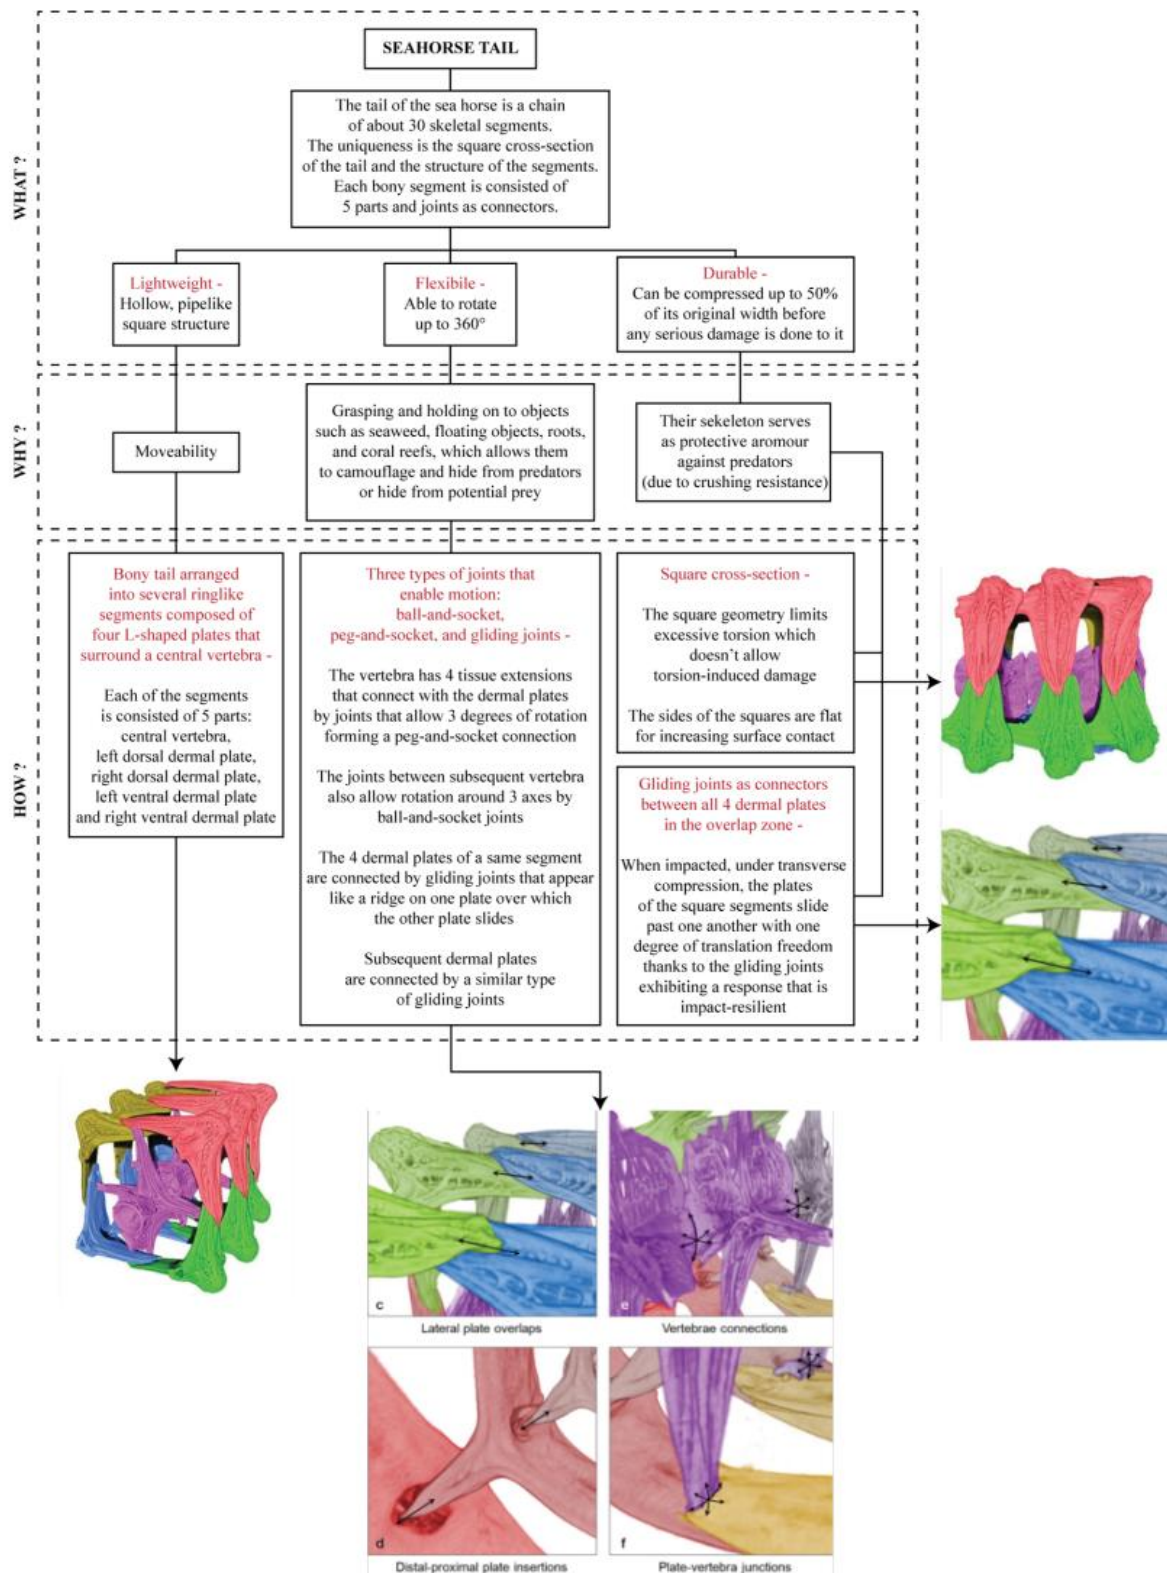 SEAHORSE TAIL
The tail of the sea horse is a chain
of about 30 skeletal segments.
The uniqueness is the square cross-section
of the tail and the structure of the segments.
Each bony segment is consisted of
5 parts and joints as connectors.
WHAT ?
Lightweight -
Hollow, pipelike
square structure
Flexibile -
Able to rotate
up to 360°
Durable -
Can be compressed up to 50%
of its original width before
any serious damage is done to it
WHY ?
Moveability
Grasping and holding on to objects
such as seaweed, floating objects, roots,
and coral reefs, which allows them
to camouflage and hide from predators
or hide from potential prey
Their sekeleton serves
as protective aromour
against predators
(due to crushing resistance)
HOW ?
Bony tail arranged
into several ringlike
segments composed of
four L-shaped plates that
surround a central vertebra -
Each of the segments
is consisted of 5 parts:
central vertebra,
left dorsal dermal plate,
right dorsal dermal plate,
left ventral dermal plate
and right ventral dermal plate
Three types of joints that
enable motion:
ball-and-socket,
peg-and-socket, and gliding joints -
The vertebra has 4 tissue extensions
that connect with the dermal plates
by joints that allow 3 degrees of rotation
forming a peg-and-socket connection
The joints between subsequent vertebra
also allow rotation around 3 axes by
ball-and-socket joints
The 4 dermal plates of a same segment
are connected by gliding joints that appear
like a ridge on one plate over which
the other plate slides
Subsequent dermal plates
are connected by a similar type
of gliding joints
Square cross-section -
The square geometry limits
excessive torsion which
doesn't allow
torsion-induced damage
The sides of the squares are flat
for increasing surface contact
Gliding joints as connectors
between all 4 dermal plates
in the overlap zone -
When impacted, under transverse
compression, the plates
of the square segments slide
past one another with one
degree of translation freedom
thanks to the gliding joints
exhibiting a response that is
impact-resilient
c
Lateral plate overlaps
e
Vertebrae connections
d
Distal-proximal plate insertions
f
Plate-vertebra junctions